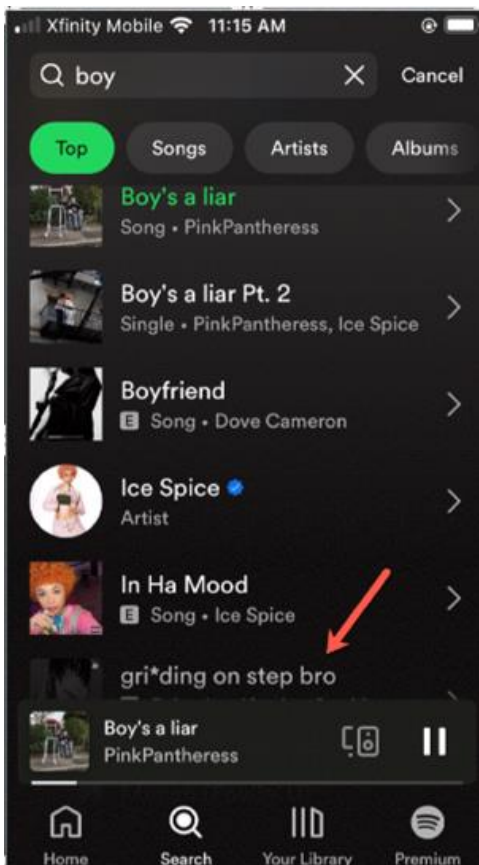 Xfinity Mobile 11:15 AM
boy Cancel
Top Songs Artists Albums
Boy's a liar
Song • PinkPantheress
Boy's a liar Pt. 2
Single • PinkPantheress, Ice Spice
Boyfriend
E Song • Dove Cameron
Ice Spice
Artist
In Ha Mood
E Song • Ice Spice
gri*ding on step bro
Boy's a liar
PinkPantheress
Home Search Your Library Premium